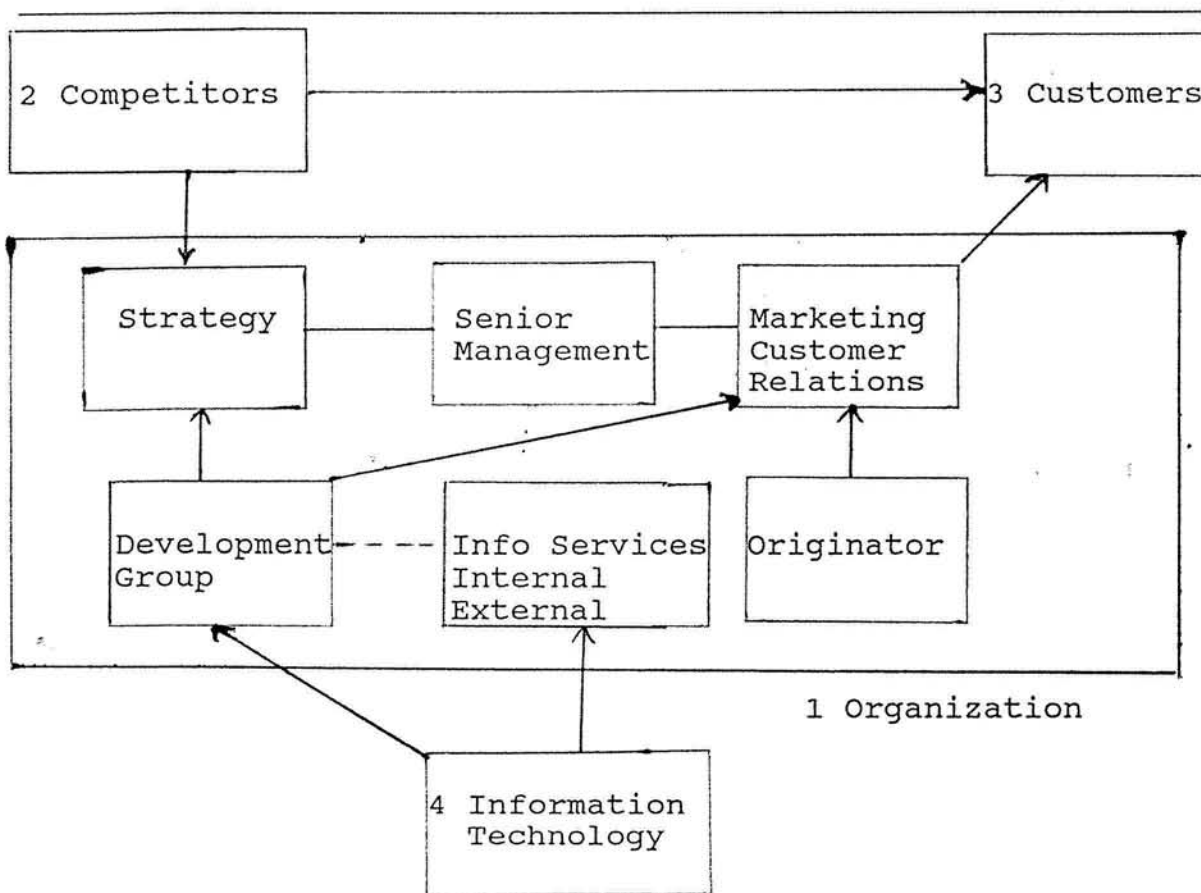 2 Competitors
3 Customers
Strategy
Senior
Management
Marketing
Customer
Relations
Development
Group
Info Services
Internal
External
Originator
1 Organization
4 Information
Technology